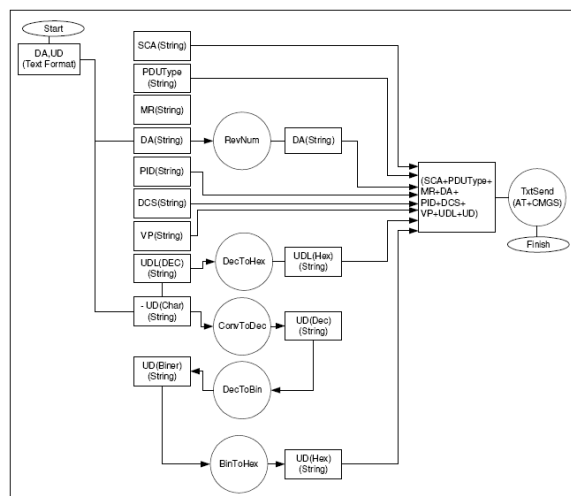 Start
DA,UD
(Text Format)
SCA(String)
PDUType
(String)
MR(String)
DA(String)
RevNum
DA(String)
PID(String)
DCS(String)
VP(String)
(SCA+PDUType+
MR+DA+
PID+DCS+
VP+UDL+UD)
TxtSend
(AT+CMGS)
Finish
UDL(DEC)
(String)
DecToHex
UDL(Hex)
(String)
- UD(Char)
(String)
ConvToDec
UD(Dec)
(String)
UD(Biner)
(String)
DecToBin
BinToHex
UD(Hex)
(String)